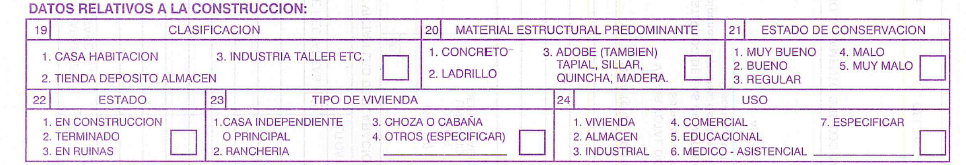 DATOS RELATIVOS A LA CONSTRUCCION:
19 CLASIFICACION
1. CASA HABITACION 3. INDUSTRIA TALLER ETC.
2. TIENDA DEPOSITO ALMACEN
20 MATERIAL ESTRUCTURAL PREDOMINANTE
1. CONCRETO 3. ADOBE (TAMBIEN)
TAPIAL, SILLAR,
2. LADRILLO QUINCHA, MADERA.
21 ESTADO DE CONSERVACION
1. MUY BUENO 4. MALO
2. BUENO 5. MUY MALO
3. REGULAR
22 ESTADO
1. EN CONSTRUCCION
2. TERMINADO
3. EN RUINAS
23 TIPO DE VIVIENDA
1.CASA INDEPENDIENTE 3. CHOZA O CABAÑA
O PRINCIPAL 4. OTROS (ESPECIFICAR)
2. RANCHERIA
24 USO
1. VIVIENDA 4. COMERCIAL 7. ESPECIFICAR
2. ALMACEN 5. EDUCACIONAL
3. INDUSTRIAL 6. MEDICO - ASISTENCIAL